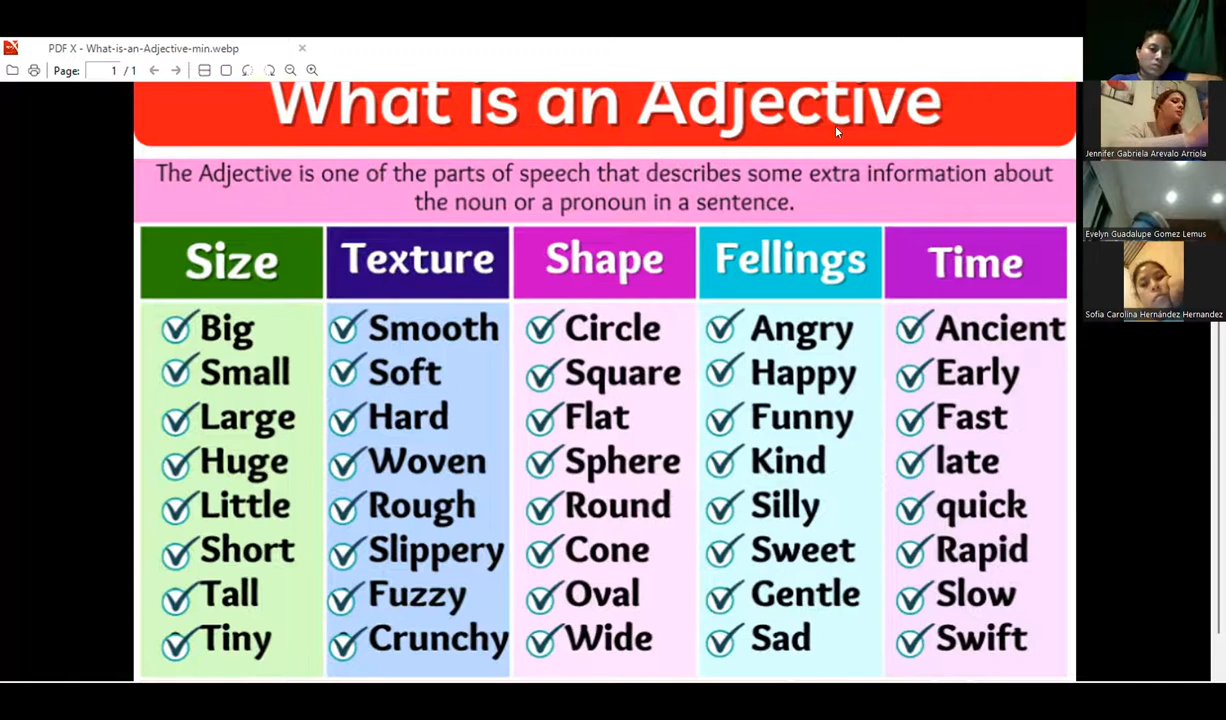 PDF X - What-is-an-Adjective-min.webp
Page: 1 / 1
What is an Adjective
The Adjective is one of the parts of speech that describes some extra information about
the noun or a pronoun in a sentence.
Size Texture Shape Fellings Time
Big Smooth Circle Angry Ancient
Small Soft Square Happy Early
Large Hard Flat Funny Fast
Huge Woven Sphere Kind late
Little Rough Round Silly quick
Short Slippery Cone Sweet Rapid
Tall Fuzzy Oval Gentle Slow
Tiny Crunchy Wide Sad Swift
Jennifer Gabriela Arevalo Arriola
Evelyn Guadalupe Gomez Lemus
Sofia Carolina Hernández Hernandez